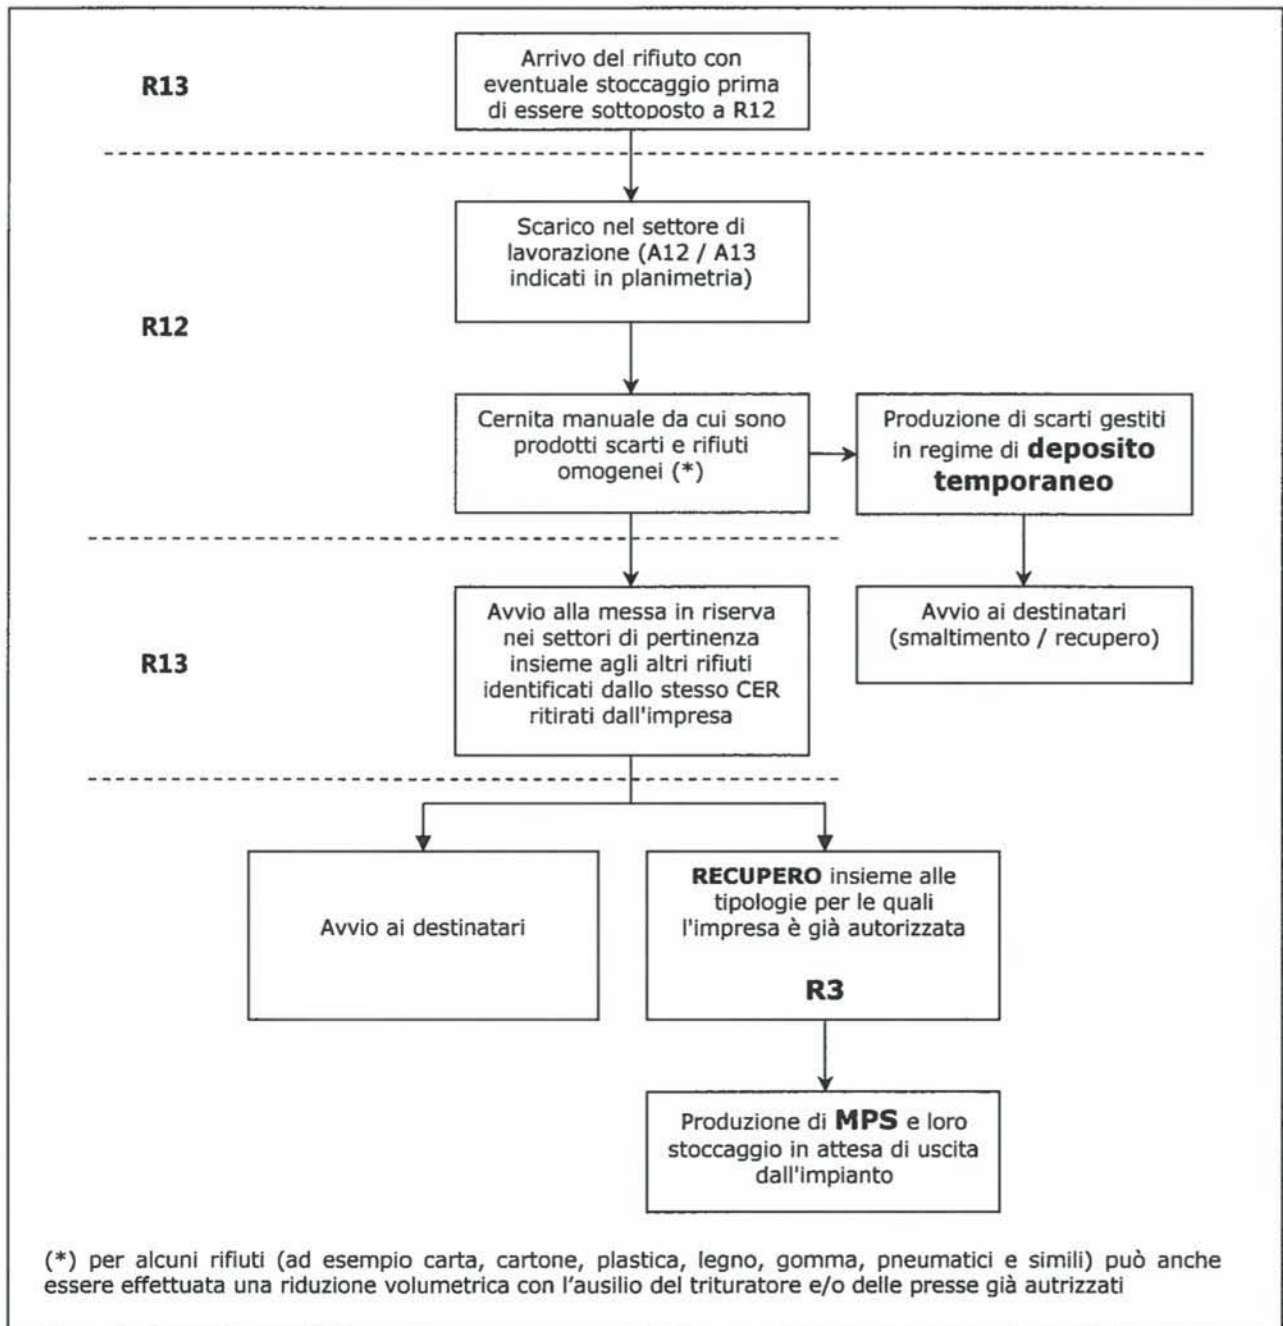 R13
Arrivo del rifiuto con
eventuale stoccaggio prima
di essere sottoposto a R12
Scarico nel settore di
lavorazione (A12 / A13
indicati in planimetria)
R12
Cernita manuale da cui sono
prodotti scarti e rifiuti
omogenei (*)
Produzione di scarti gestiti
in regime di deposito
temporaneo
Avvio alla messa in riserva
nei settori di pertinenza
insieme agli altri rifiuti
identificati dallo stesso CER
ritirati dall'impresa
R13
Avvio ai destinatari
(smaltimento / recupero)
Avvio ai destinatari
RECUPERO insieme alle
tipologie per le quali
l'impresa è già autorizzata
R3
Produzione di MPS e loro
stoccaggio in attesa di uscita
dall'impianto
(*) per alcuni rifiuti (ad esempio carta, cartone, plastica, legno, gomma, pneumatici e simili) può anche
essere effettuata una riduzione volumetrica con l'ausilio del trituratore e/o delle presse già autrizzati